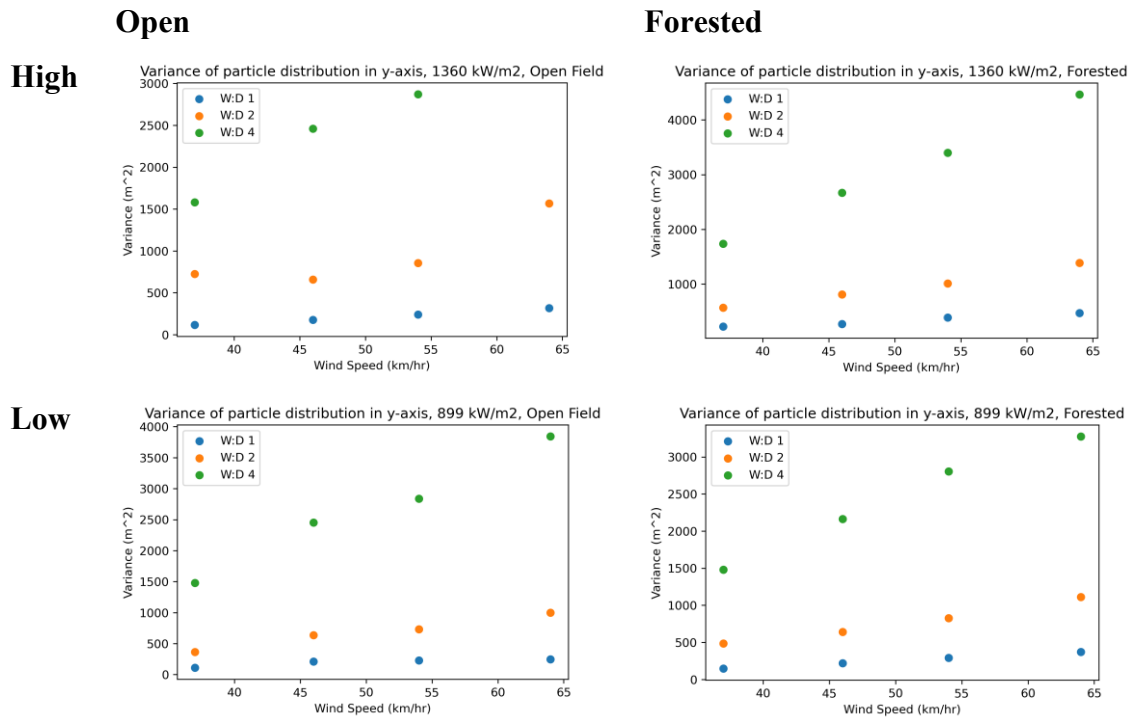 Open Forested
High
Variance of particle distribution in y-axis, 1360 kW/m2, Open Field
3000
2500
2000
1500
1000
500
0
Variance (m^2)
W:D 1
W:D 2
W:D 4
40 45 50 55 60 65
Wind Speed (km/hr)
Variance of particle distribution in y-axis, 1360 kW/m2, Forested
4000
3000
2000
1000
Variance (m^2)
W:D 1
W:D 2
W:D 4
40 45 50 55 60 65
Wind Speed (km/hr)
Low
Variance of particle distribution in y-axis, 899 kW/m2, Open Field
4000
3500
3000
2500
2000
1500
1000
500
0
Variance (m^2)
W:D 1
W:D 2
W:D 4
40 45 50 55 60 65
Wind Speed (km/hr)
Variance of particle distribution in y-axis, 899 kW/m2, Forested
3000
2500
2000
1500
1000
500
0
Variance (m^2)
W:D 1
W:D 2
W:D 4
40 45 50 55 60 65
Wind Speed (km/hr)